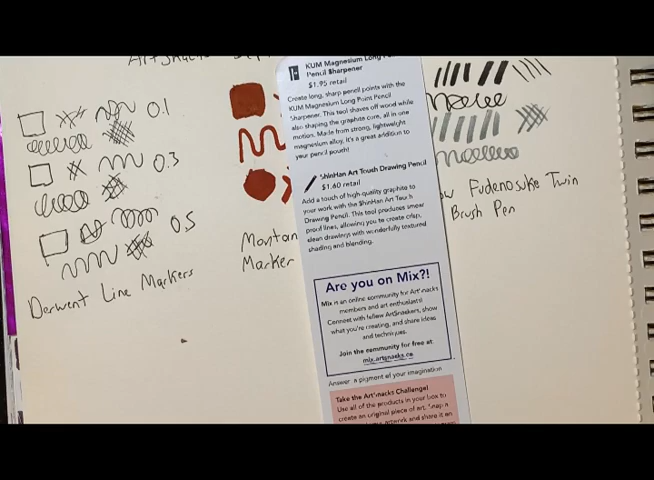 KUM Magnesium Long
Pencil Sharpener
$1.95 retail
Create long, sharp pencil points with the
KUM Magnesium Long Point Pencil
Sharpener. This tool shaves off wood while
also shaping the graphite core, all in one
motion. Made from strong, lightweight
magnesium alloy, it's a great addition to
your pencil pouch!
ShinHan Art Touch Drawing Pencil
$1.60 retail
Add a touch of high-quality graphite to
your work with the ShinHan Art Touch
Drawing Pencil. This tool produces smear
proof lines, allowing you to create crisp,
clean drawings with wonderfully textured
shading and blending.
Are you on Mix?!
Mix is an online community for ArtSnacks
members and art enthusiasts!
Connect with fellow ArtSnackers, show
what you're creating, and share ideas
and techniques.
Join the community for free at
mix.artsnacks.co
Answer: a pigment of your imagination
Take the ArtSnacks Challenge!
Use all of the products in your box to
create an original piece of art. Snap a
artwork and share it on
0.1
0.3
0.5
Derwent Line Markers
Montan
Marker
Fudenosuke Twin
Brush Pen